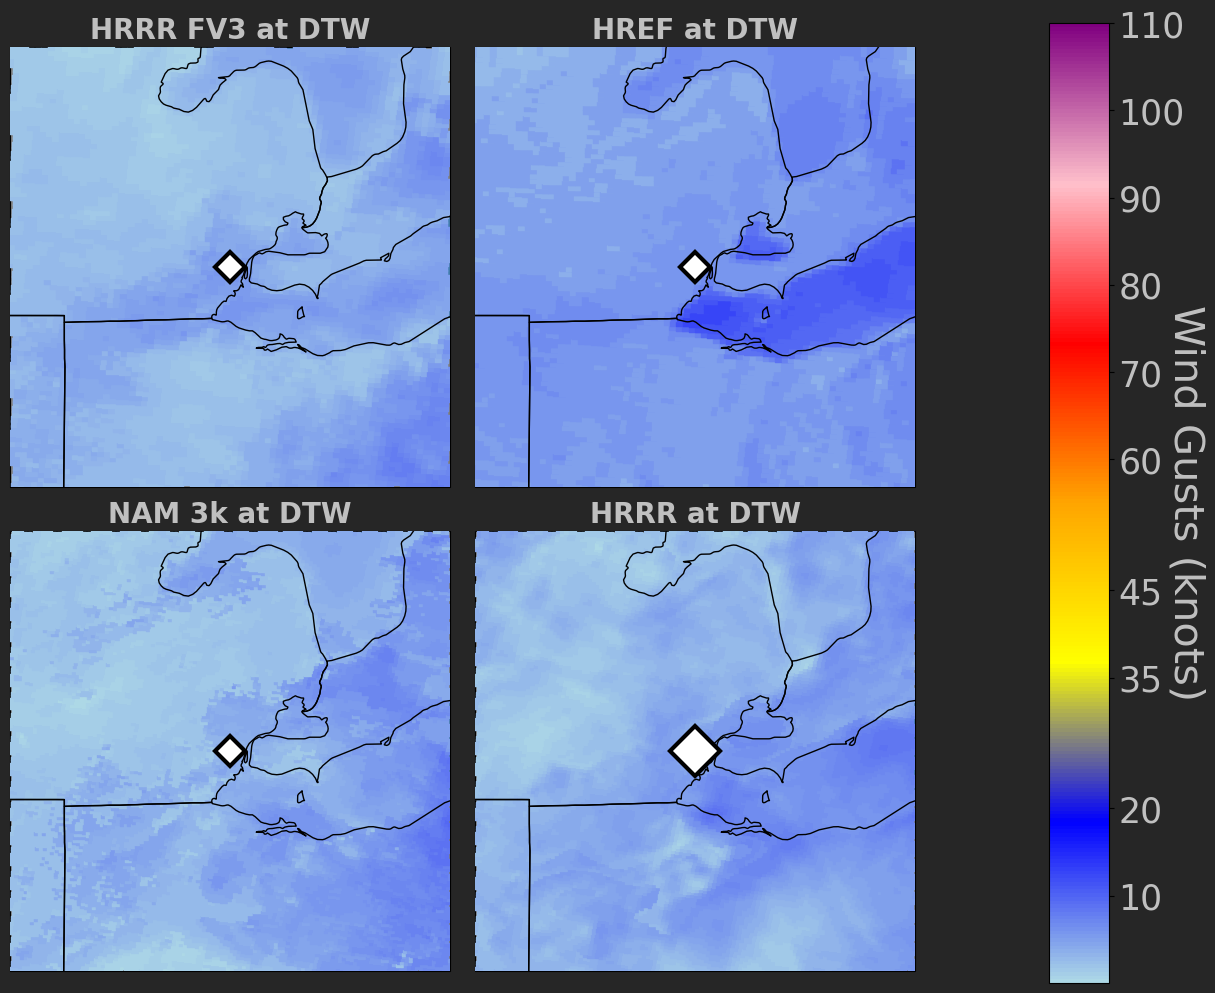 HRRR FV3 at DTW
HREF at DTW
NAM 3k at DTW
HRRR at DTW
110
100
90
80
70
60
45
35
20
10
Wind Gusts (knots)